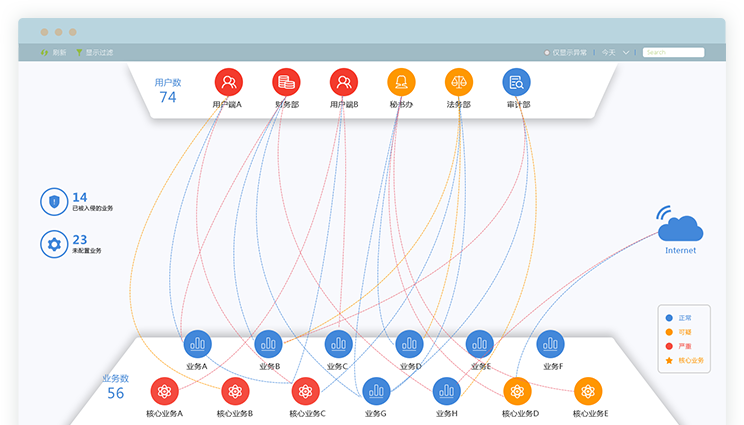 刷新 显示过滤 仅显示异常 今天 Search
用户数
74
用户端A 财务部 用户端B 秘书办 法务部 审计部
14
已被入侵的业务
23
未配置业务
Internet
正常
可疑
严重
核心业务
业务数
56
业务A 业务B 业务C 业务D 业务E 业务F
核心业务A 核心业务B 核心业务C 业务G 业务H 核心业务D 核心业务E